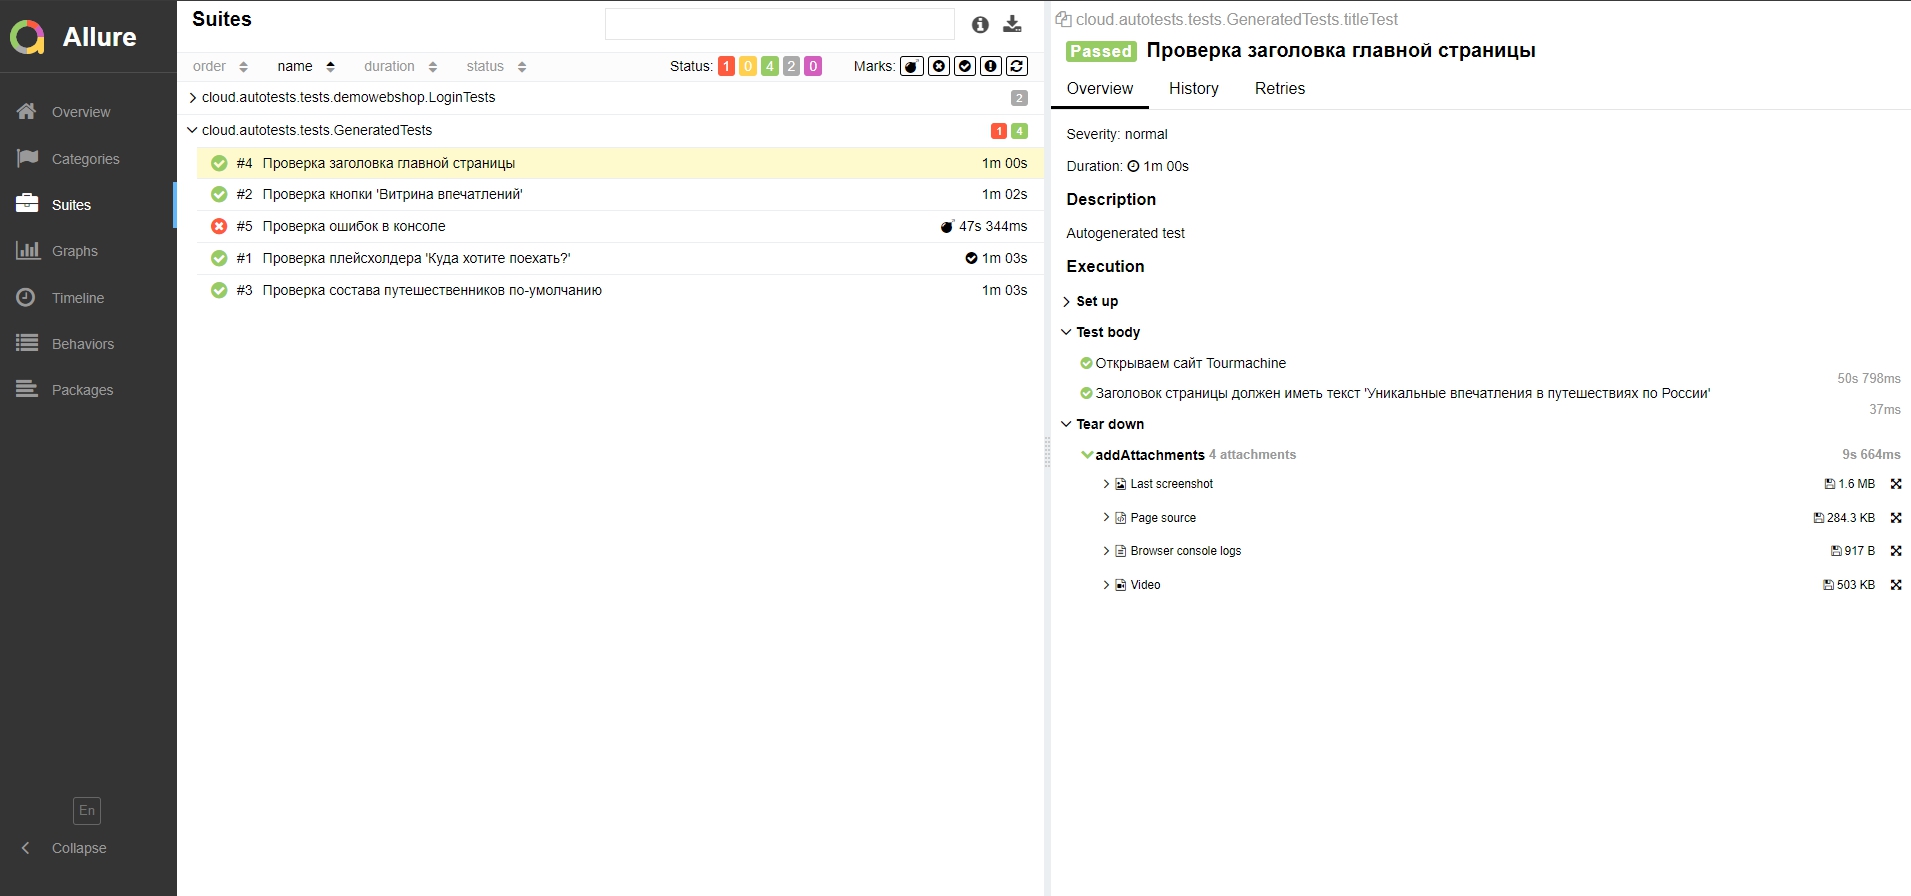 Allure
Overview
Categories
Suites
Graphs
Timeline
Behaviors
Packages
En
Collapse
Suites
order name duration status Status: 1 0 4 2 0 Marks:
cloud.autotests.tests.demowebshop.LoginTests 2
cloud.autotests.tests.GeneratedTests 1 4
#4 Проверка заголовка главной страницы 1m 00s
#2 Проверка кнопки 'Витрина впечатлений' 1m 02s
#5 Проверка ошибок в консоле 47s 344ms
#1 Проверка плейсхолдера 'Куда хотите поехать?' 1m 03s
#3 Проверка состава путешественников по-умолчанию 1m 03s
cloud.autotests.tests.GeneratedTests.titleTest
Passed Проверка заголовка главной страницы
Overview History Retries
Severity: normal
Duration: 1m 00s
Description
Autogenerated test
Execution
Set up
Test body
Открываем сайт Tourmachine
50s 798ms
Заголовок страницы должен иметь текст 'Уникальные впечатления в путешествиях по России'
37ms
Tear down
addAttachments 4 attachments 9s 664ms
Last screenshot 1.6 MB
Page source 284.3 KB
Browser console logs 917 B
Video 503 KB